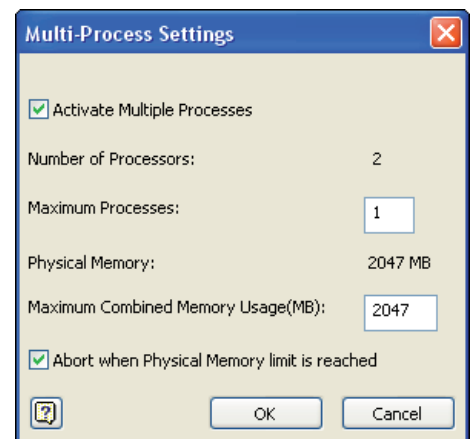 Multi-Process Settings
Activate Multiple Processes
Number of Processors: 2
Maximum Processes: 1
Physical Memory: 2047 MB
Maximum Combined Memory Usage(MB): 2047
Abort when Physical Memory limit is reached
? OK Cancel